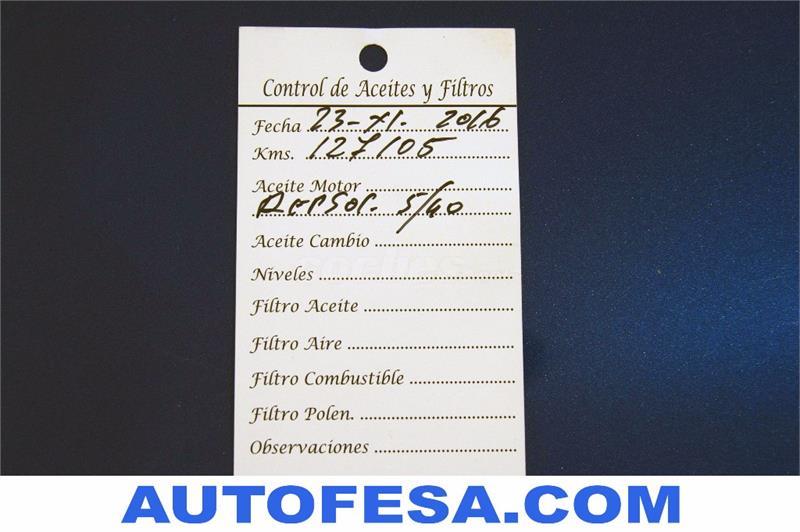 Control de Aceites y Filtros
Fecha 23-XI. 2016
Kms. 127105
Aceite Motor
REPSOL. 5/40
Aceite Cambio
Niveles
Filtro Aceite
Filtro Aire
Filtro Combustible
Filtro Polen.
Observaciones
AUTOFESA.COM